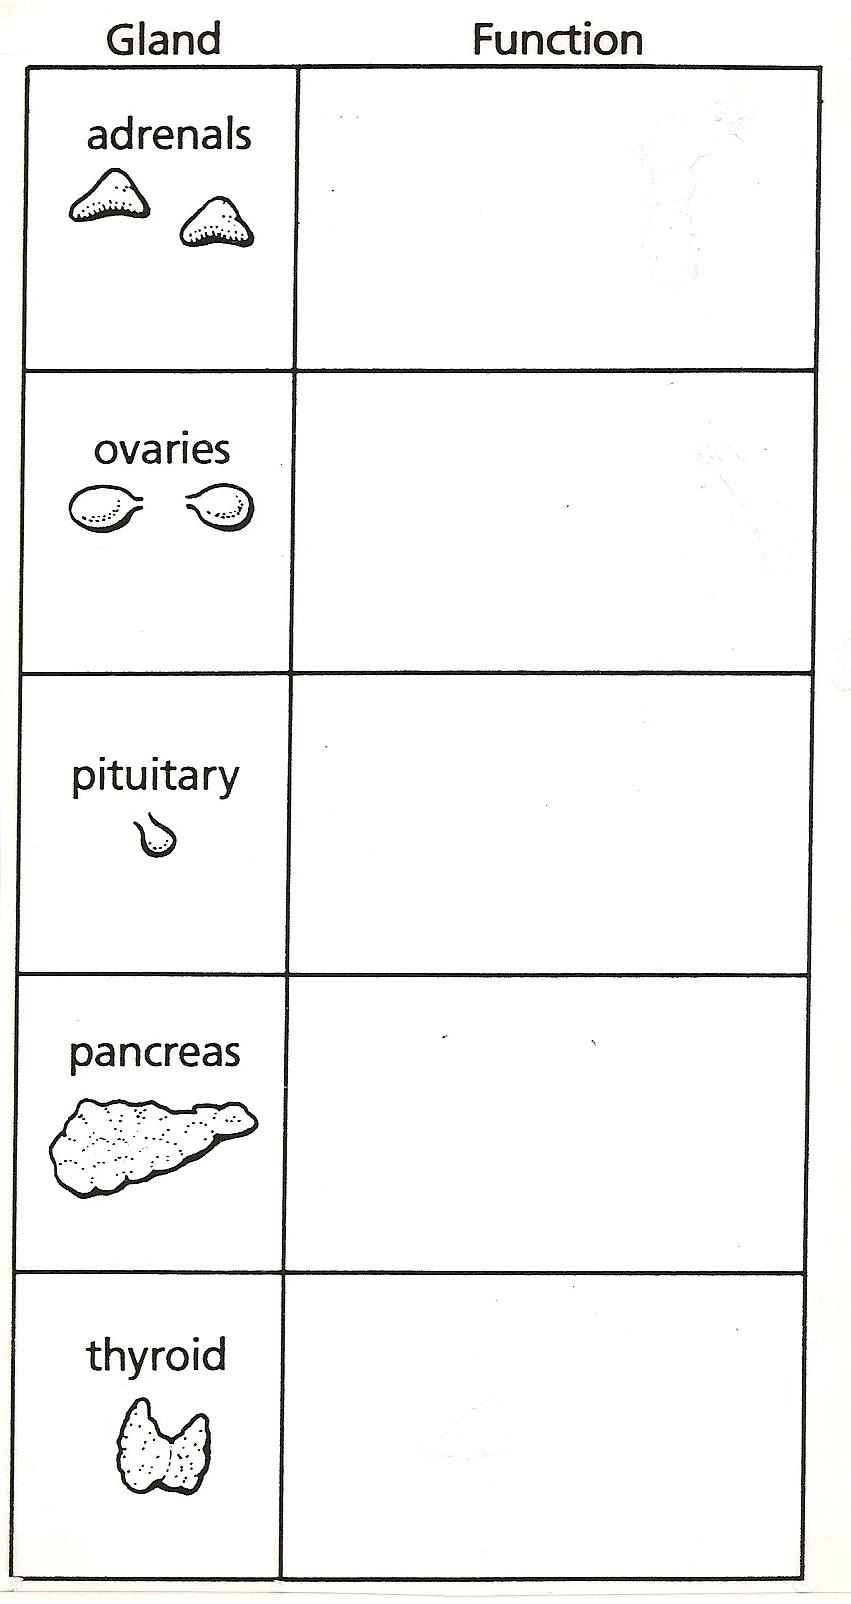 Gland Function
adrenals
ovaries
pituitary
pancreas
thyroid